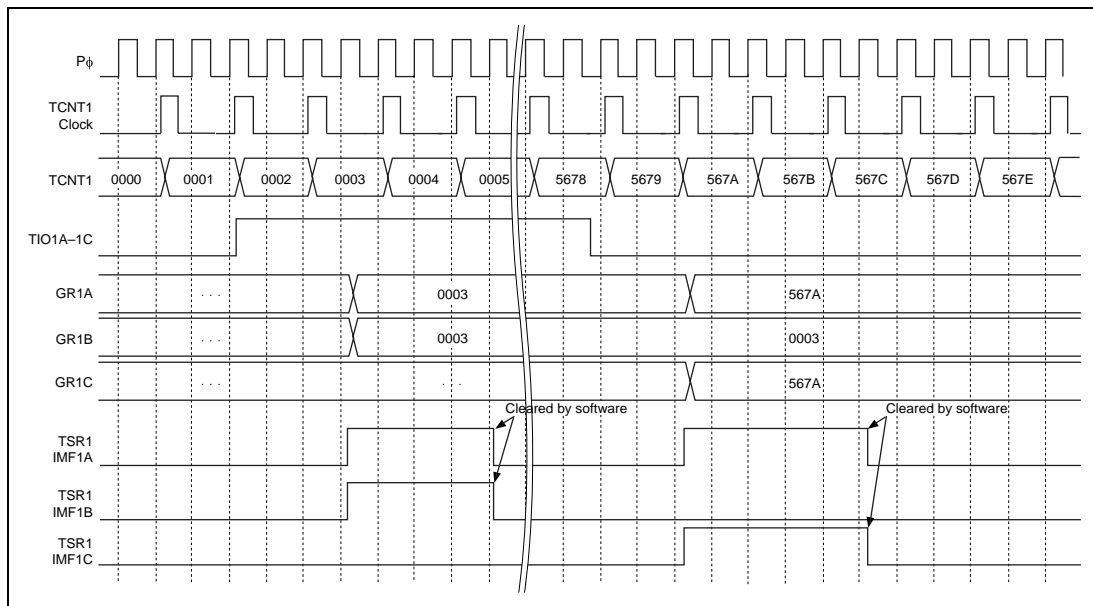 Pφ
TCNT1
Clock
TCNT1 0000 0001 0002 0003 0004 0005 5678 5679 567A 567B 567C 567D 567E
TIO1A–1C
GR1A . . . 0003 567A
GR1B . . . 0003 0003
GR1C . . . . . . 567A
Cleared by software Cleared by software
TSR1
IMF1A
TSR1
IMF1B
TSR1
IMF1C